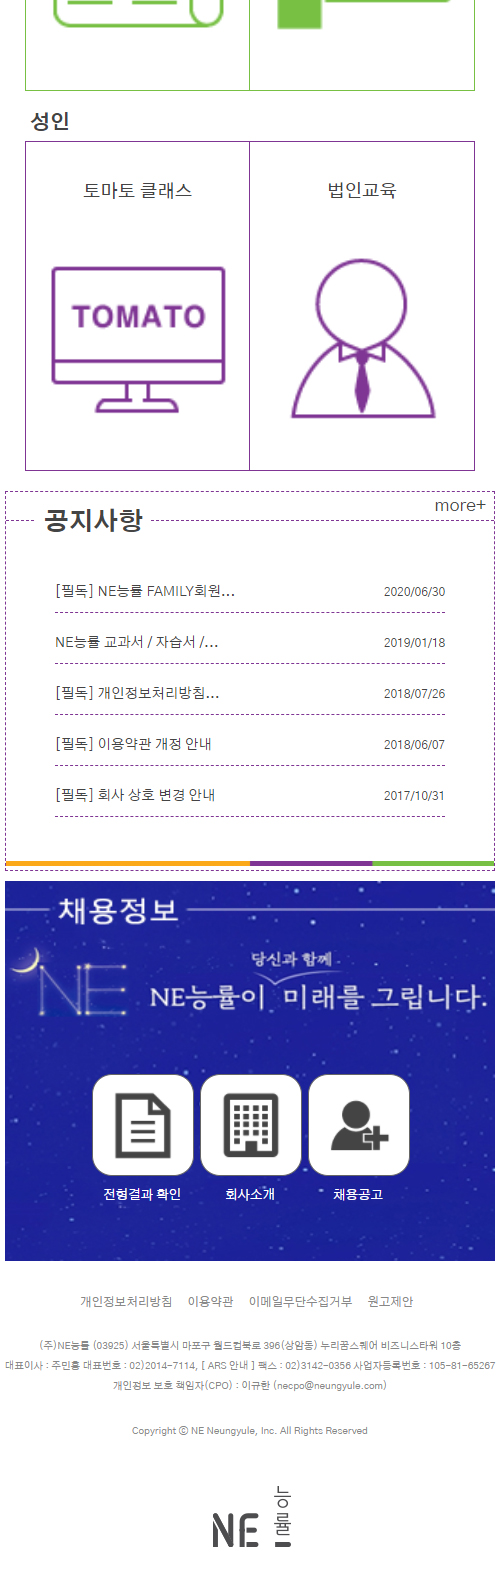 성인
토마토 클래스
법인교육
TOMATO
more+
공지사항
[필독] NE능률 FAMILY회원...
2020/06/30
NE능률 교과서 / 자습서 /...
2019/01/18
[필독] 개인정보처리방침...
2018/07/26
[필독] 이용약관 개정 안내
2018/06/07
[필독] 회사 상호 변경 안내
2017/10/31
채용정보
NE
당신과 함께
NE능률이 미래를 그립니다.
전형결과 확인
회사소개
채용공고
개인정보처리방침 이용약관 이메일무단수집거부 원고제안
(주)NE능률 (03925) 서울특별시 마포구 월드컵북로 396(상암동) 누리꿈스퀘어 비즈니스타워 10층
대표이사 : 주민홍 대표번호 : 02)2014-7114, [ ARS 안내 ] 팩스 : 02)3142-0356 사업자등록번호 : 105-81-65267
개인정보 보호 책임자(CPO) : 이규한 (necpo@neungyule.com)
Copyright ⓒ NE Neungyule, Inc. All Rights Reserved
NE 능률